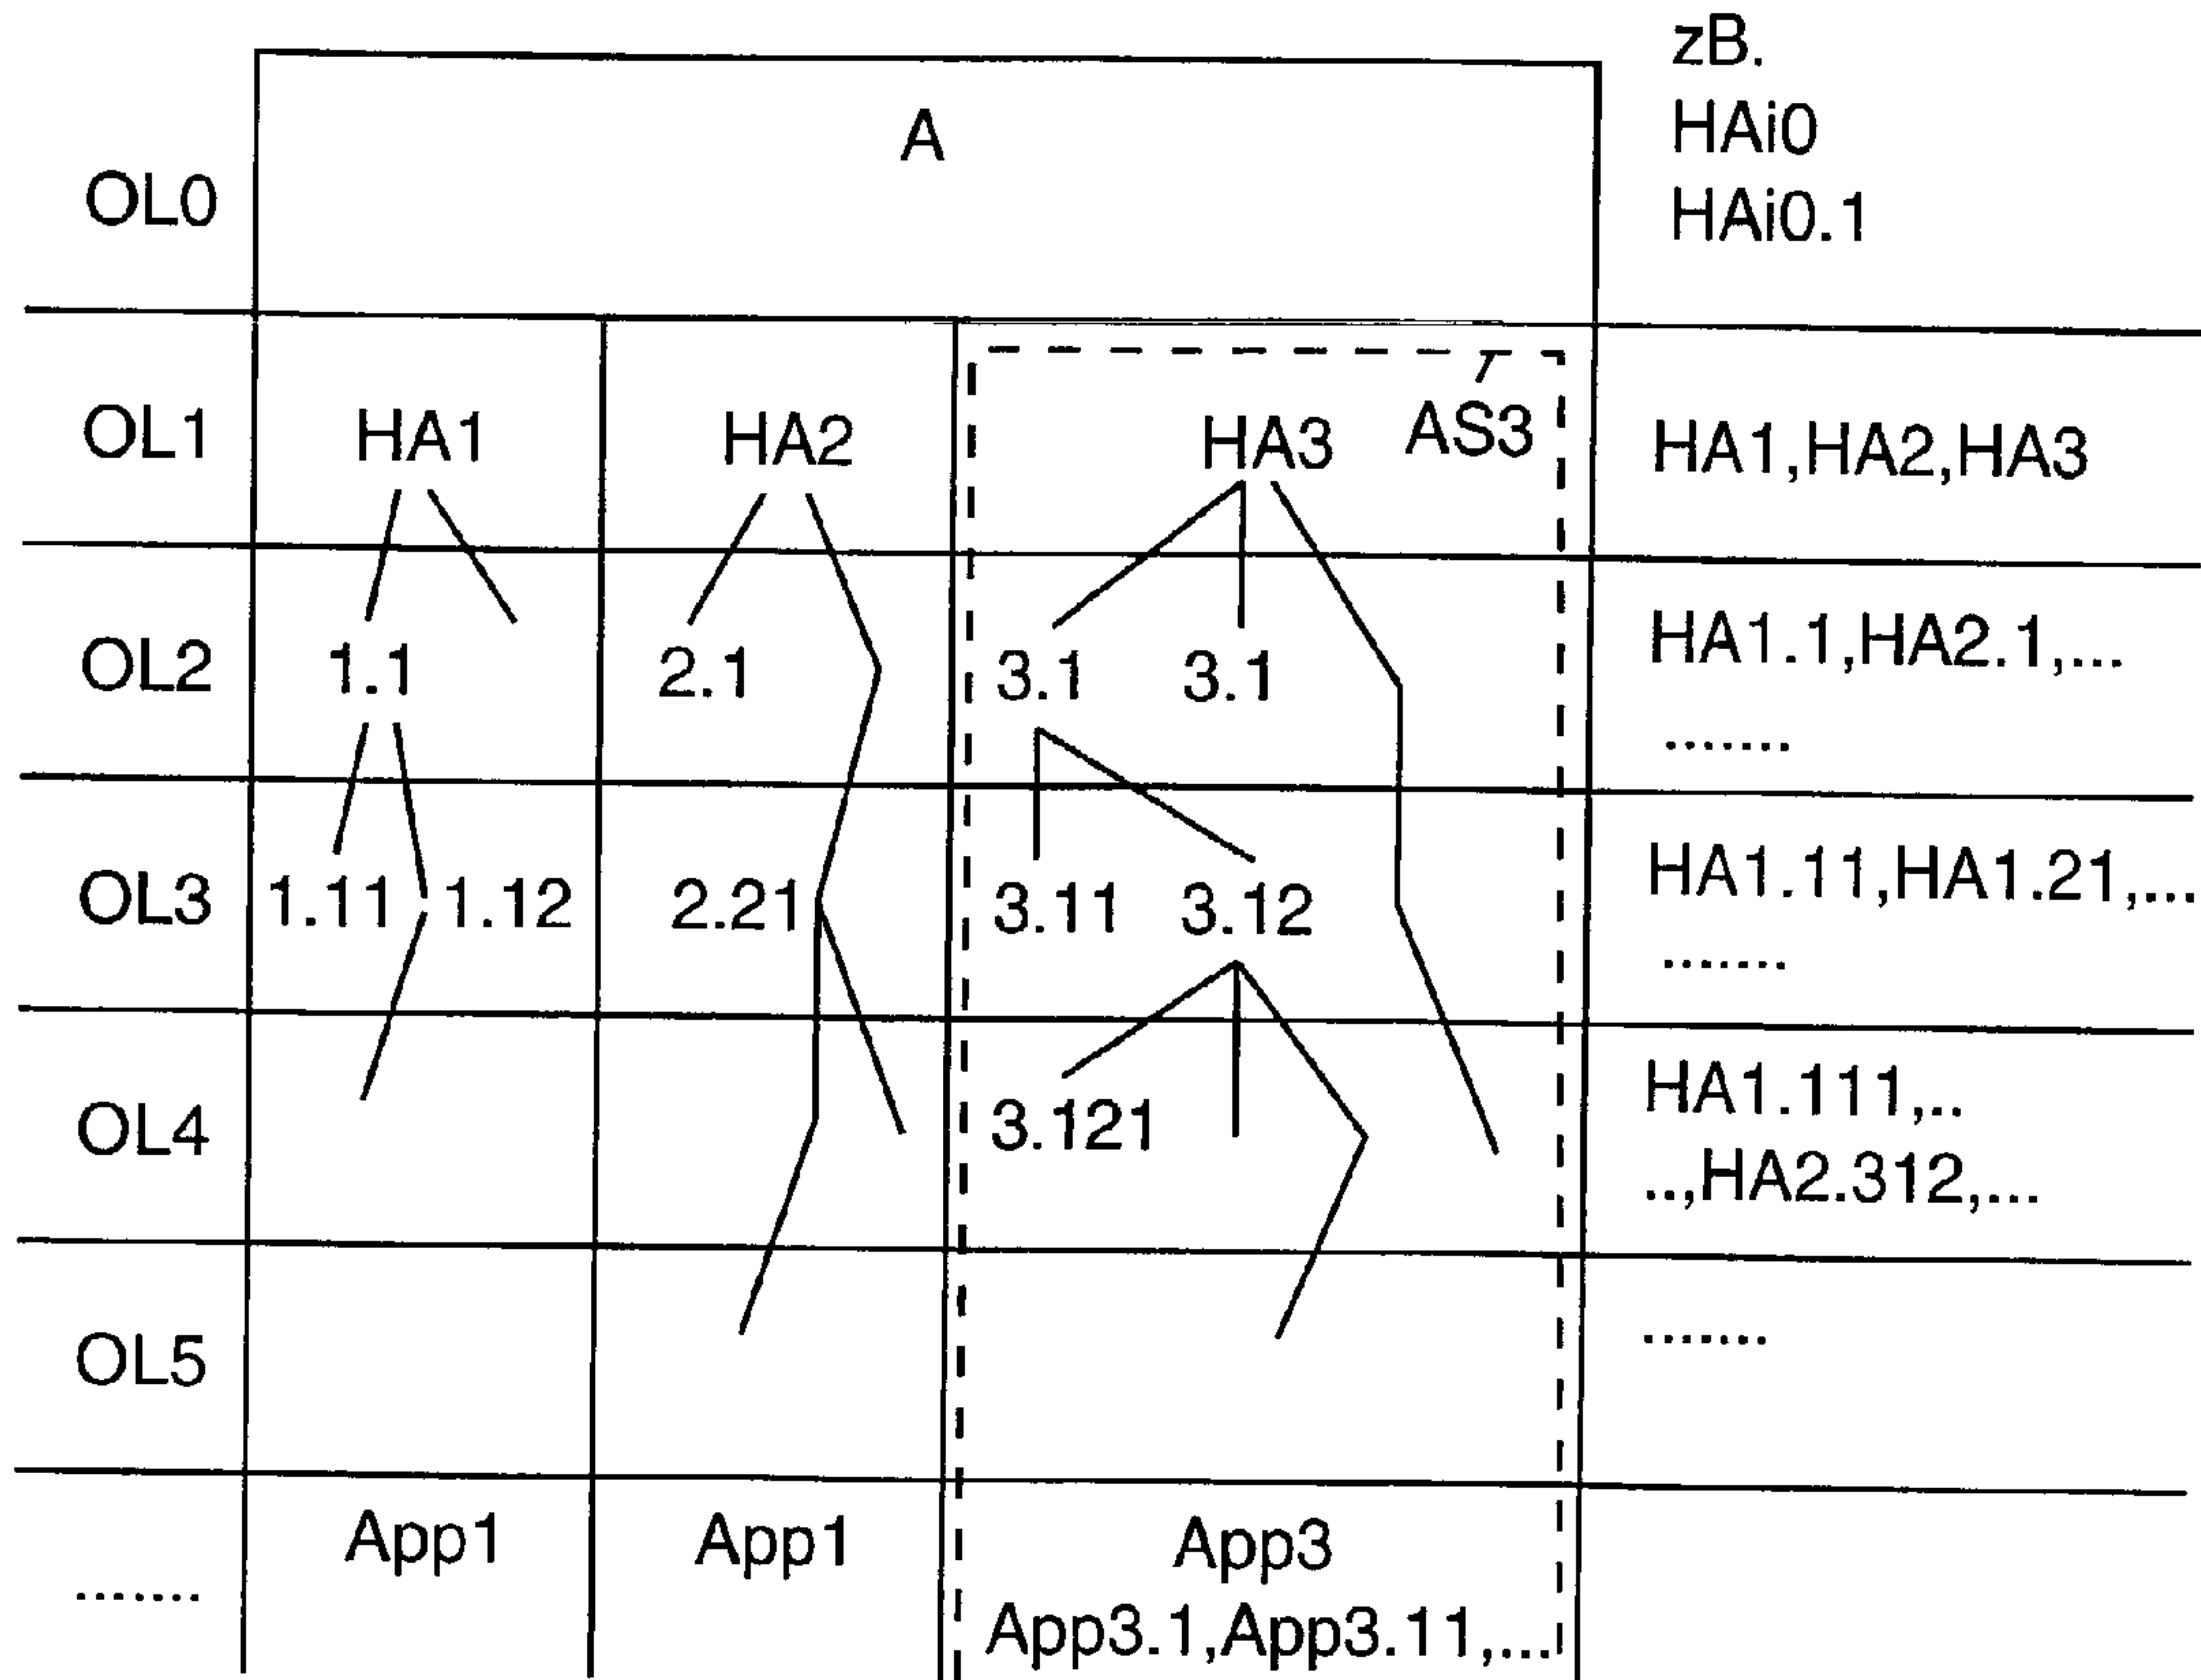 zB.
A
HAi0
OL0
HAi0.1
OL1 HA1 HA2 HA3 AS3 HA1,HA2,HA3
OL2 1.1 2.1 3.1 3.1 HA1.1,HA2.1,...
.......
OL3 1.11 1.12 2.21 3.11 3.12 HA1.11,HA1.21,...
.......
OL4 3.121 HA1.111,..
..,HA2.312,...
OL5 .......
App1 App1 App3
....... App3.1,App3.11,...